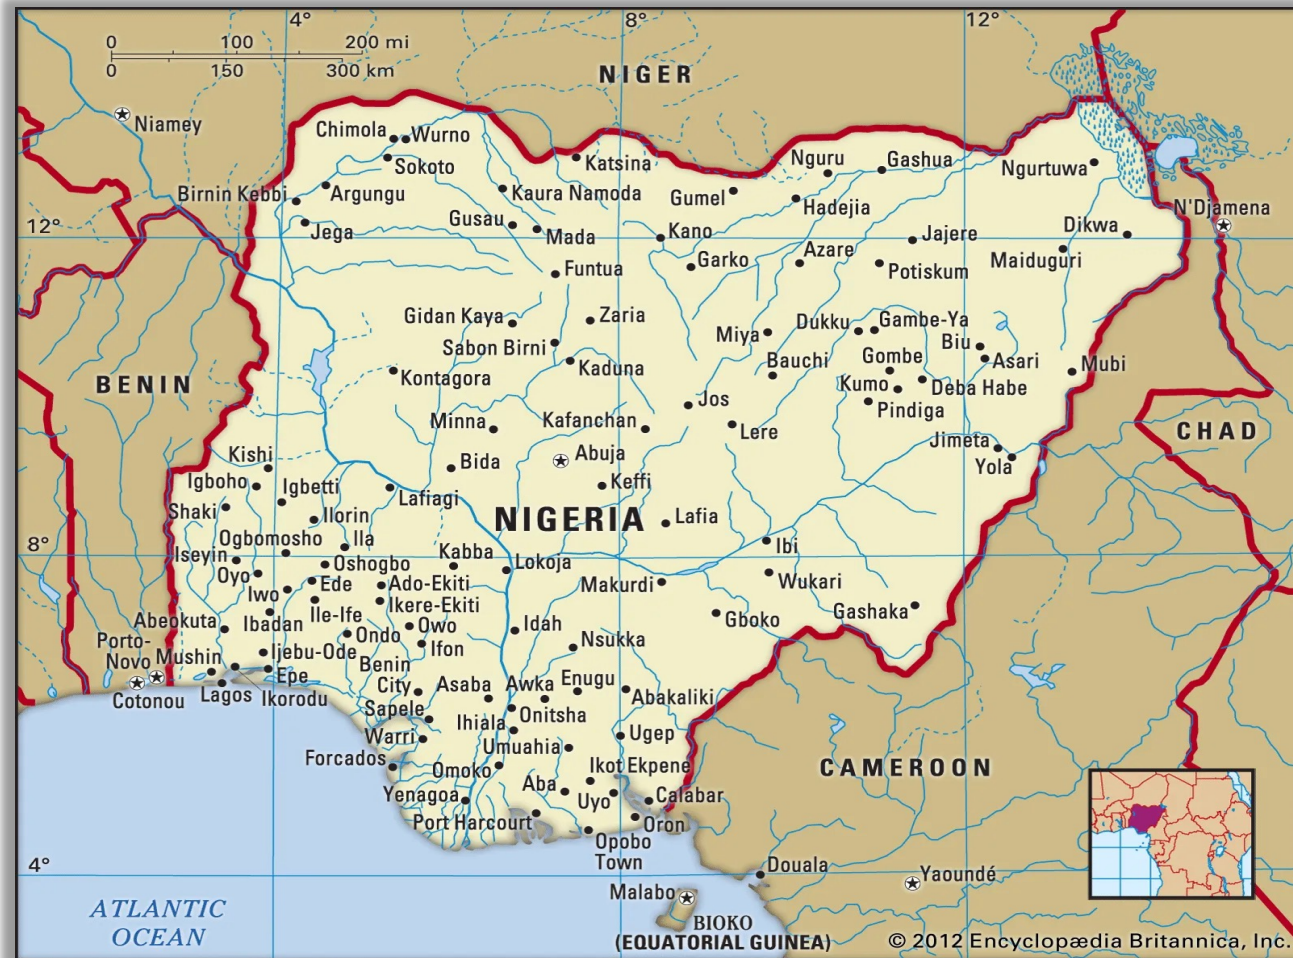 4°
8°
12°
0 100 200 mi
0 150 300 km
NIGER
Niamey
Chimola
Wurno
Sokoto
Katsina
Nguru
Gashua
Ngurtuwa
Birnin Kebbi
Argungu
Kaura Namoda
Gumel
Hadejia
N'Djamena
12°
Jega
Gusau
Mada
Kano
Jajere
Dikwa
Funtua
Garko
Azare
Potiskum
Maiduguri
Gidan Kaya
Zaria
Miya
Dukku
Gambe-Ya
Sabon Birni
Biu
BENIN
Kontagora
Kaduna
Bauchi
Gombe
Asari
Mubi
Kumo
Deba Habe
Jos
Pindiga
Minna
Kafanchan
Lere
CHAD
Jimeta
Kishi
Bida
Abuja
Yola
Igboho
Igbetti
Lafiagi
Keffi
Shaki
Ilorin
NIGERIA
Lafia
Ogbomosho
Ila
8°
Iseyin
Oshogbo
Kabba
Lokoja
Ibi
Oyo
Ede
Ado-Ekiti
Makurdi
Wukari
Iwo
Ikere-Ekiti
Abeokuta
Ibadan
Ile-Ife
Owo
Idah
Gboko
Gashaka
Porto-
Novo
Mushin
Ijebu-Ode
Ondo
Ifon
Nsukka
Epe
Benin
City
Asaba
Awka
Enugu
Abakaliki
Cotonou
Lagos
Ikorodu
Sapele
Ihiala
Onitsha
Warri
Umuahia
Ugep
Forcados
Omoko
Ikot Ekpene
CAMEROON
Yenagoa
Aba
Uyo
Calabar
Port Harcourt
Oron
Opobo
Town
4°
Douala
Malabo
Yaoundé
ATLANTIC
OCEAN
BIOKO
(EQUATORIAL GUINEA)
© 2012 Encyclopædia Britannica, Inc.